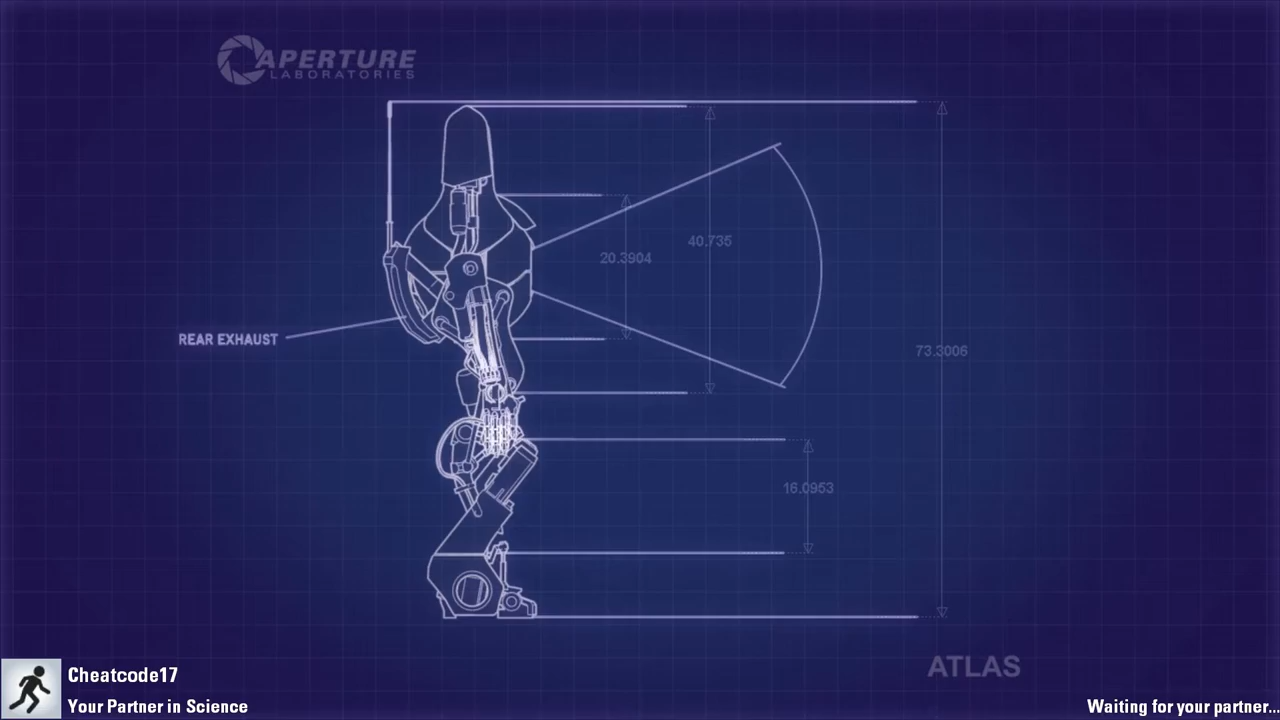 APERTURE
LABORATORIES
40.735
20.3904
REAR EXHAUST
73.3006
16.0953
ATLAS
Cheatcode17
Your Partner in Science
Waiting for your partner...